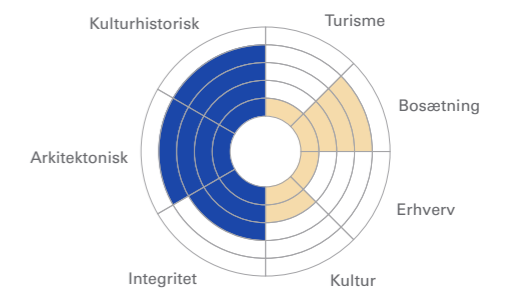 Kulturhistorisk
Turisme
Bosætning
Arkitektonisk
Erhverv
Integritet
Kultur